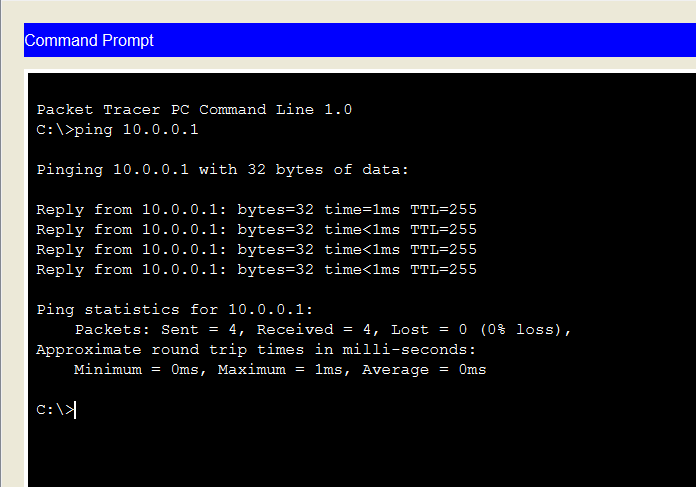 Command Prompt
Packet Tracer PC Command Line 1.0
C:\>ping 10.0.0.1
Pinging 10.0.0.1 with 32 bytes of data:
Reply from 10.0.0.1: bytes=32 time=1ms TTL=255
Reply from 10.0.0.1: bytes=32 time<1ms TTL=255
Reply from 10.0.0.1: bytes=32 time<1ms TTL=255
Reply from 10.0.0.1: bytes=32 time<1ms TTL=255
Ping statistics for 10.0.0.1:
Packets: Sent = 4, Received = 4, Lost = 0 (0% loss),
Approximate round trip times in milli-seconds:
Minimum = 0ms, Maximum = 1ms, Average = 0ms
C:\>